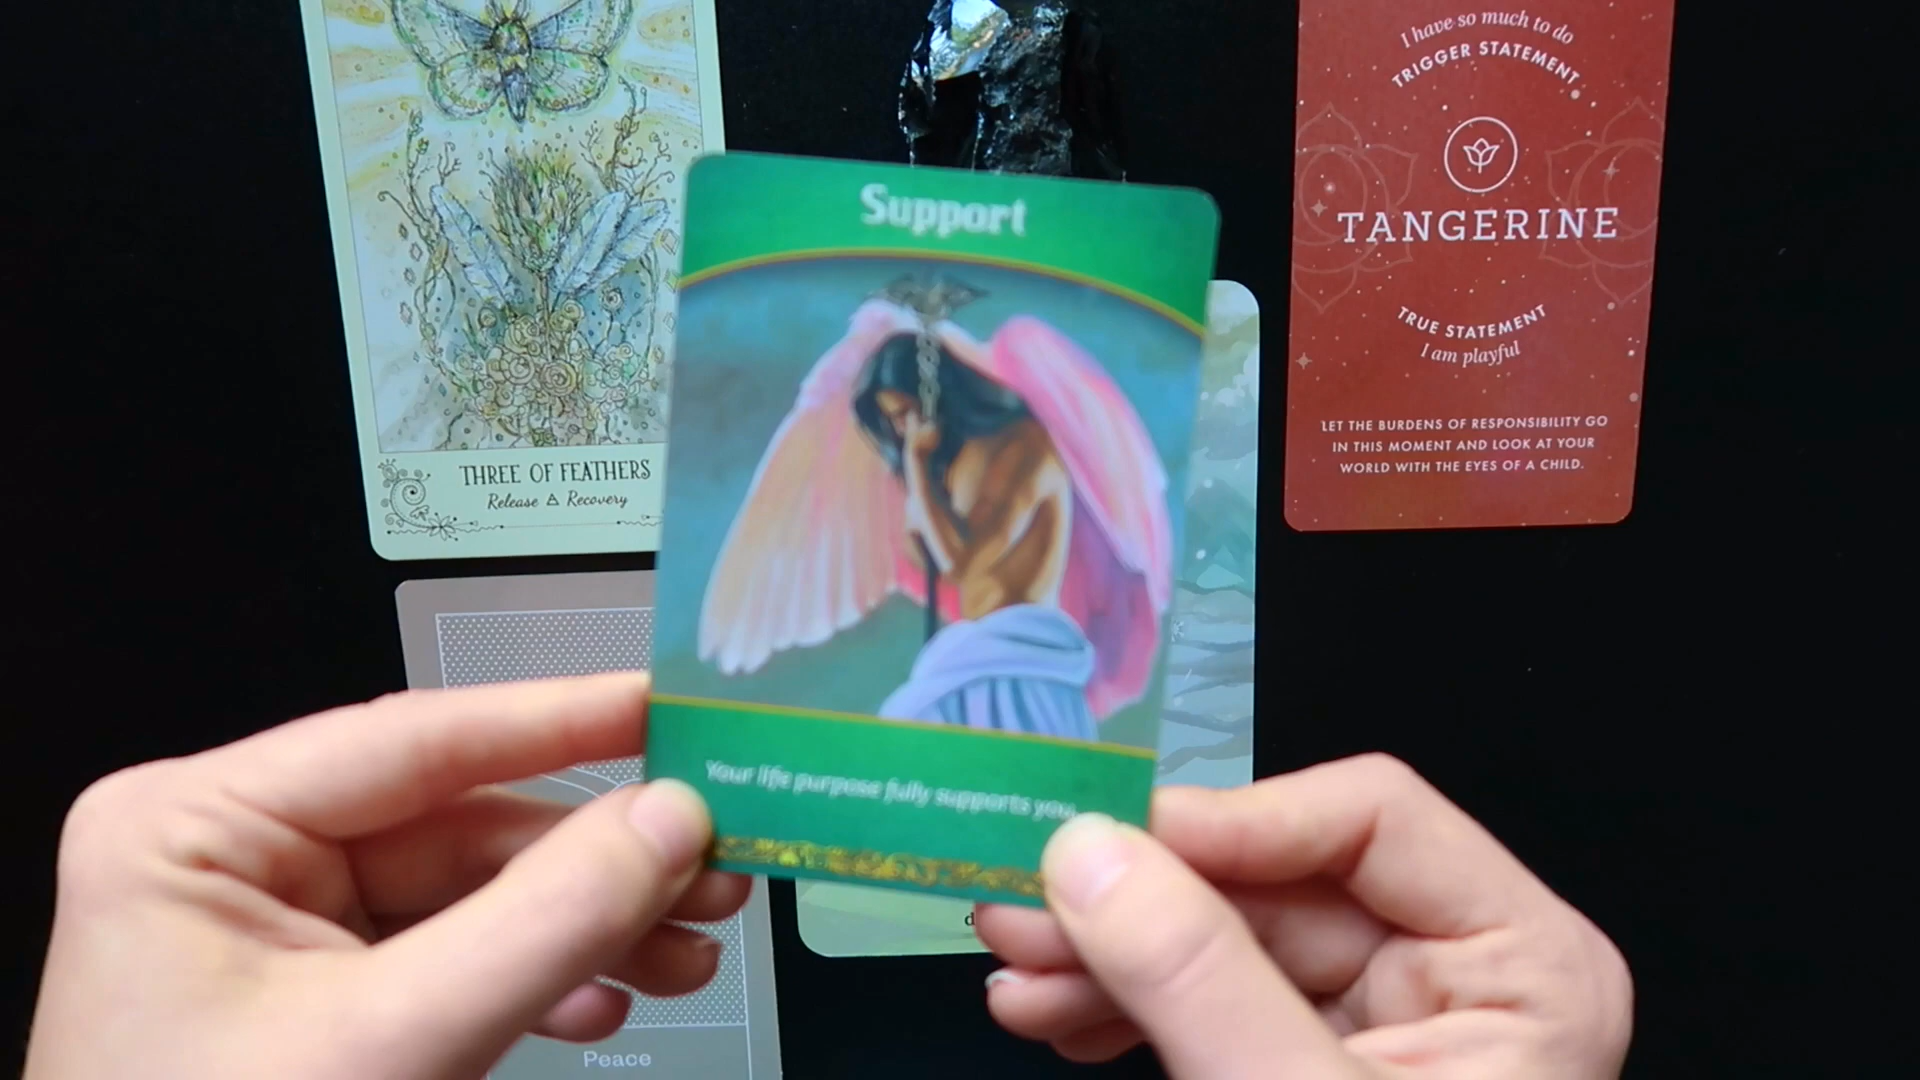 I have so much to do
TRIGGER STATEMENT
TANGERINE
TRUE STATEMENT
I am playful
LET THE BURDENS OF RESPONSIBILITY GO
IN THIS MOMENT AND LOOK AT YOUR
WORLD WITH THE EYES OF A CHILD.
Support
Your life purpose fully supports you
THREE OF FEATHERS
Release Recovery
Peace